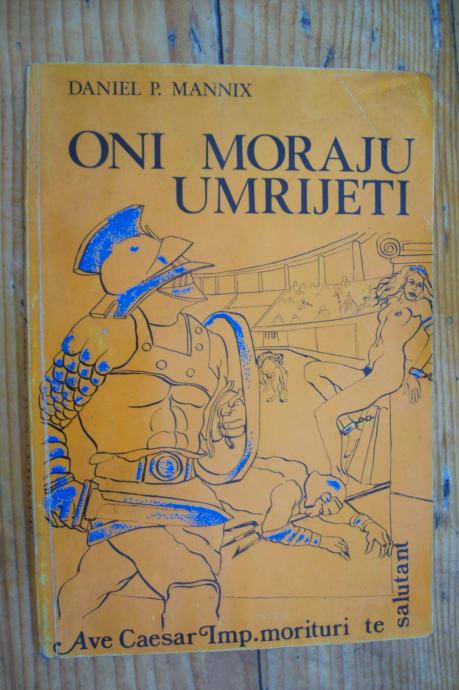 DANIEL P. MANNIX
ONI MORAJU
UMRIJETI
Ave Caesar Imp. morituri te
salutant